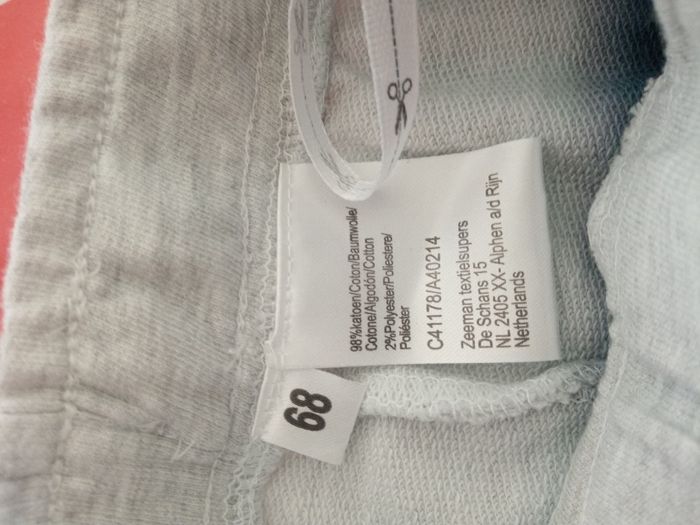 98%katoen/Coton/Baumwolle/
Cotone/Algodón/Cotton
2%Polyester/Poliestere/
Poliéster
C41178/A40214
Zeeman textielsupers
De Schans 15
NL 2405 XX- Alphen a/d Rijn
Netherlands
68